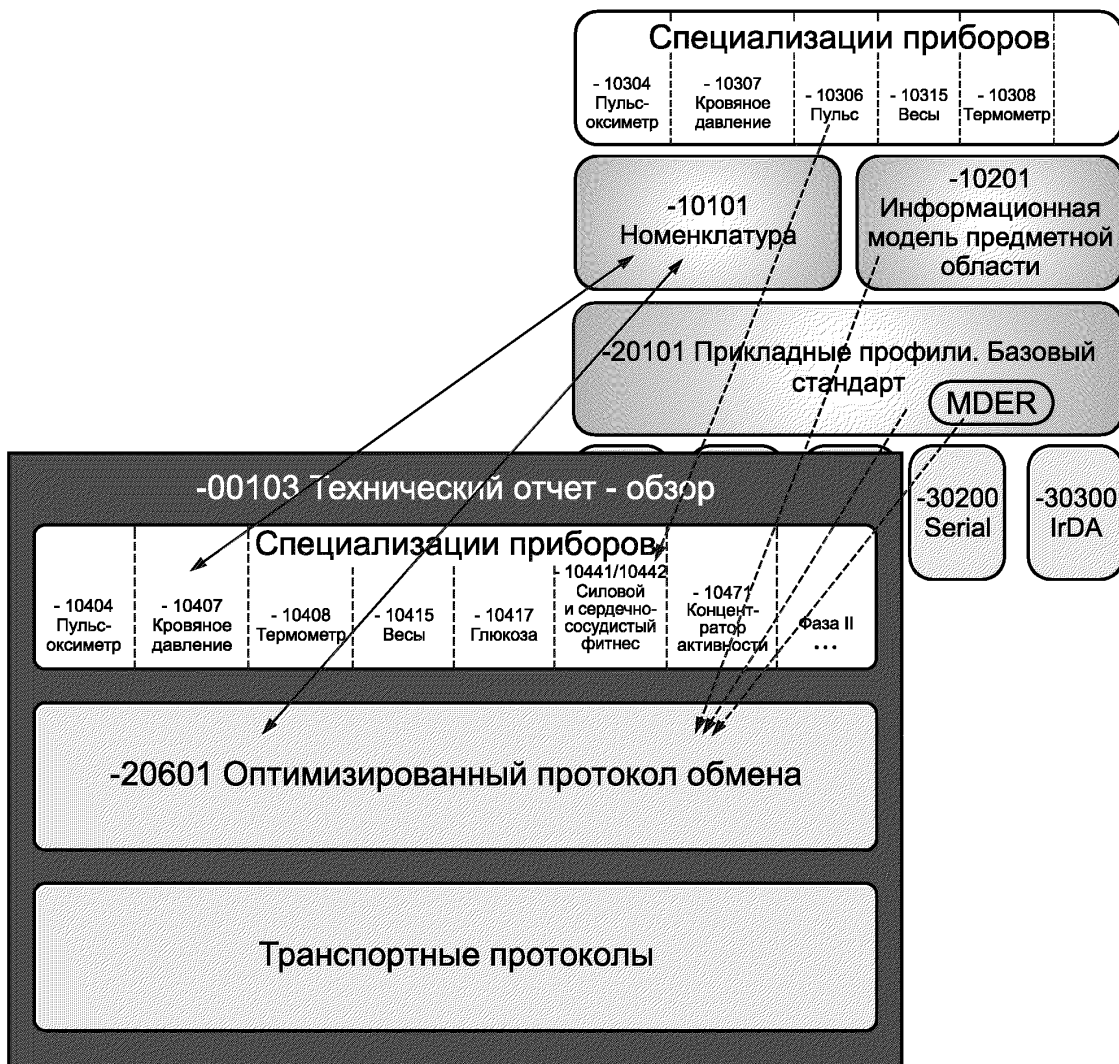 Специализации приборов
- 10304
Пульс-
оксиметр
- 10307
Кровяное
давление
- 10306
Пульс
- 10315
Весы
- 10308
Термометр
-10101
Номенклатура
-10201
Информационная
модель предметной
области
-20101 Прикладные профили. Базовый
стандарт
MDER
-30200
Serial
-30300
IrDA
-00103 Технический отчет - обзор
Специализации приборов
- 10404
Пульс-
оксиметр
- 10407
Кровяное
давление
- 10408
Термометр
- 10415
Весы
- 10417
Глюкоза
- 10441/10442
Силовой
и сердечно-
сосудистый
фитнес
- 10471
Концент-
ратор
активности
Фаза II
...
-20601 Оптимизированный протокол обмена
Транспортные протоколы